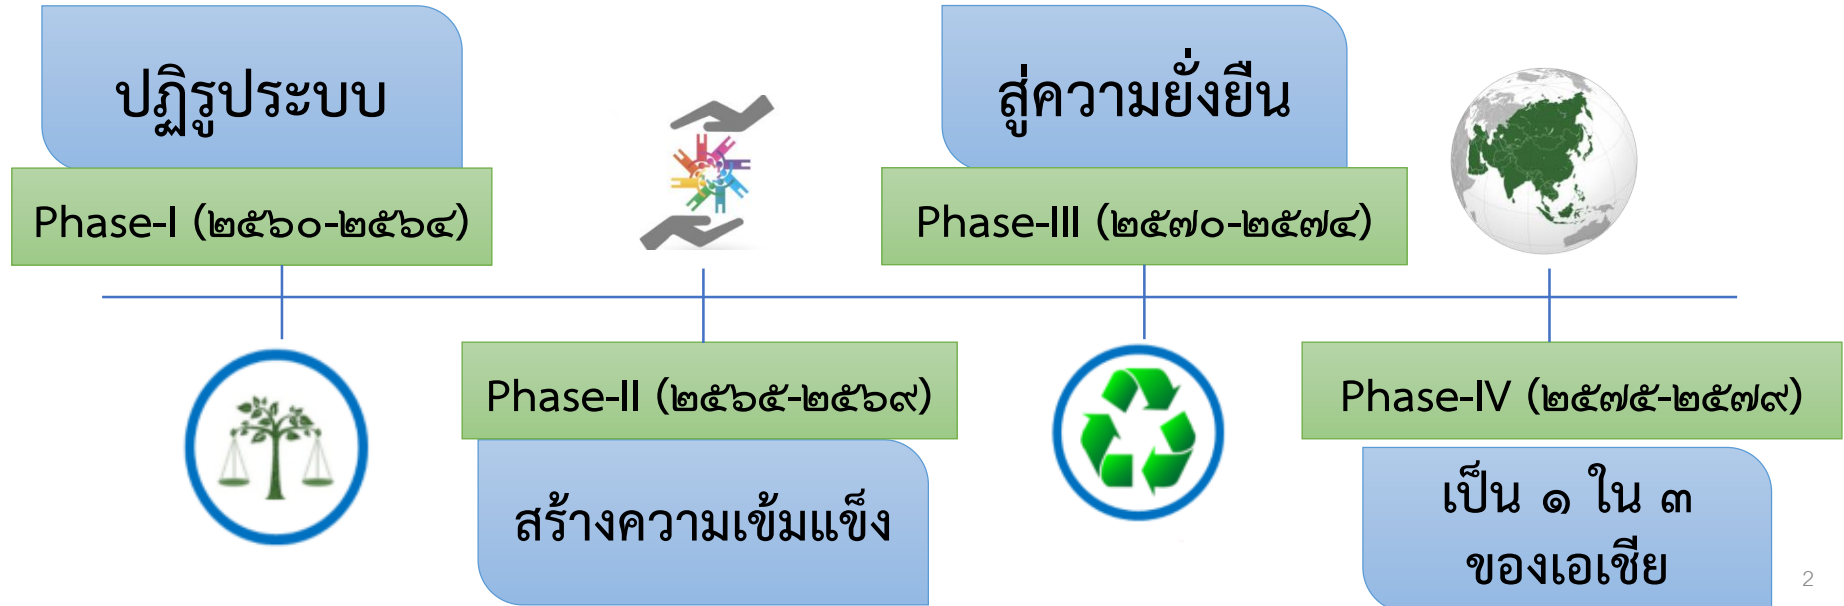 ปฏิรูประบบ
Phase-I (๒๕๖๐-๒๕๖๔)
Phase-II (๒๕๖๕-๒๕๖๙)
สร้างความเข้มแข็ง
สู่ความยั่งยืน
Phase-III (๒๕๗๐-๒๕๗๔)
Phase-IV (๒๕๗๕-๒๕๗๙)
เป็น ๑ ใน ๓
ของเอเชีย
2